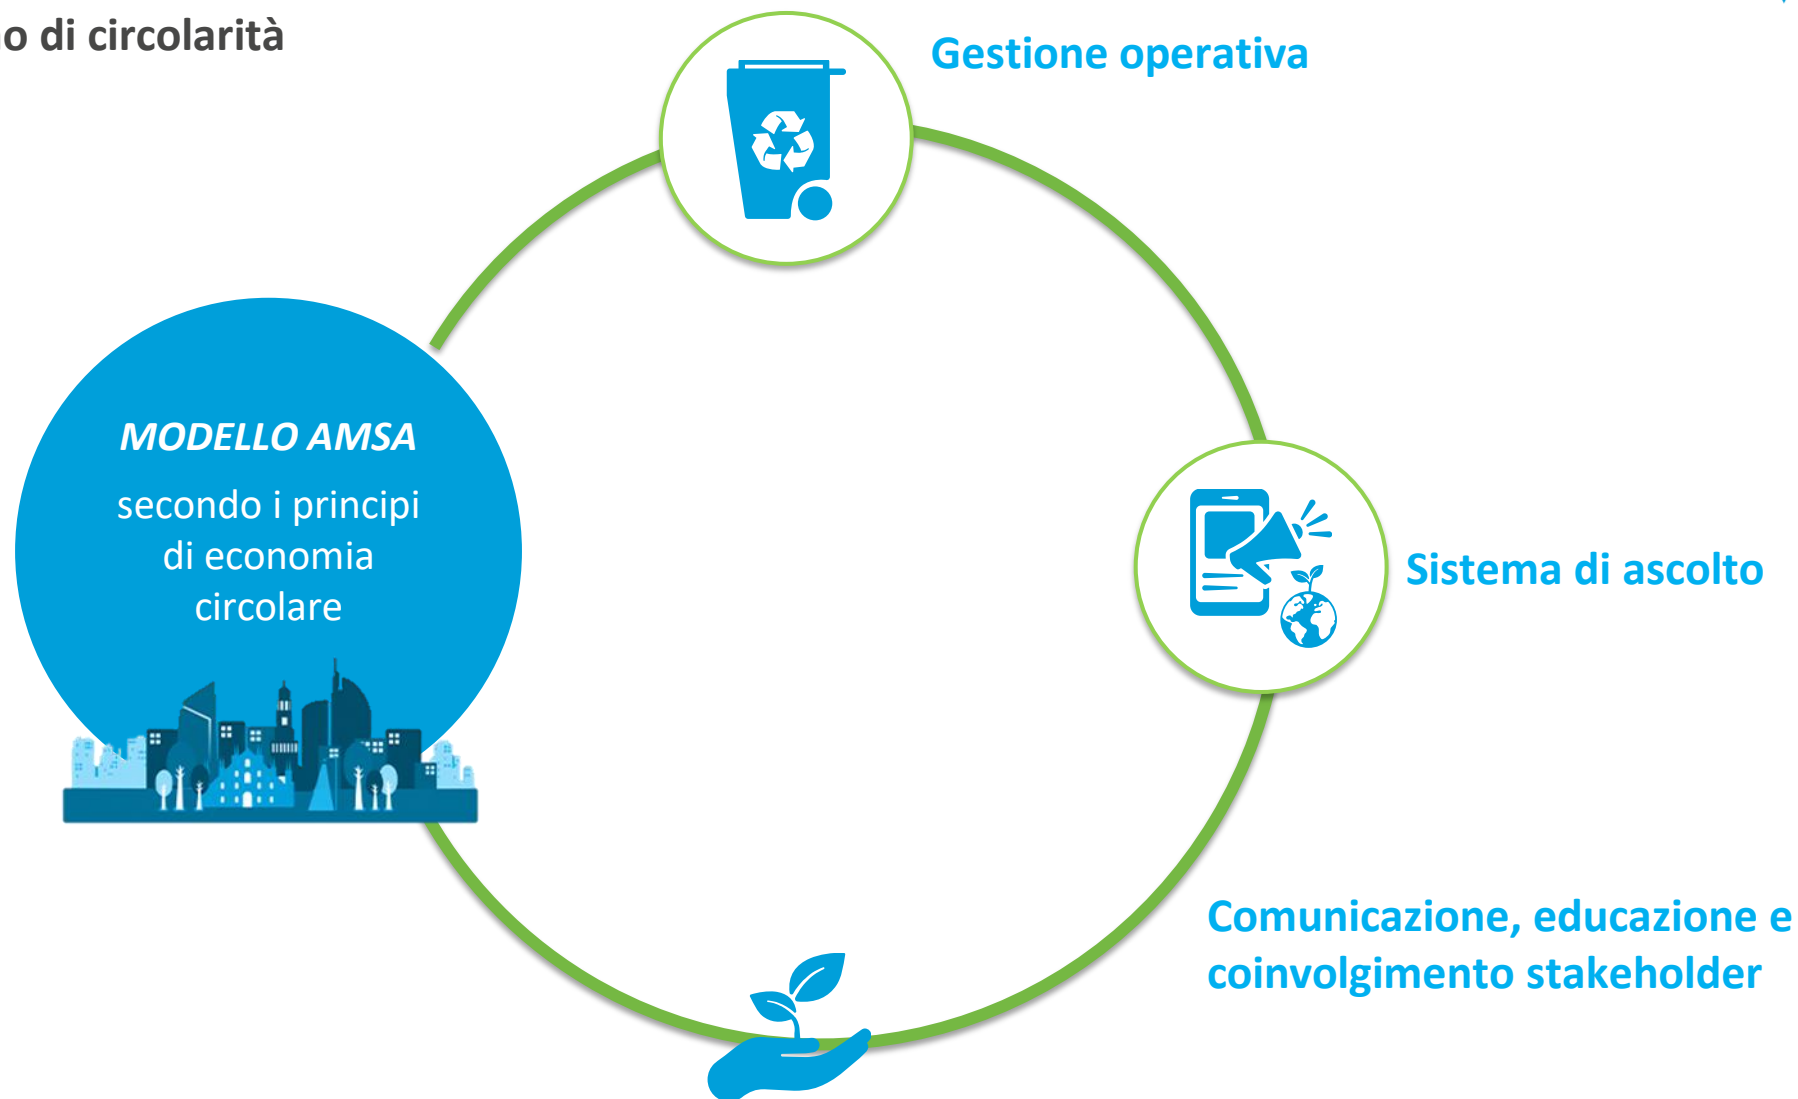 o di circolarità
Gestione operativa
MODELLO AMSA
secondo i principi
di economia
circolare
Sistema di ascolto
Comunicazione, educazione e
coinvolgimento stakeholder